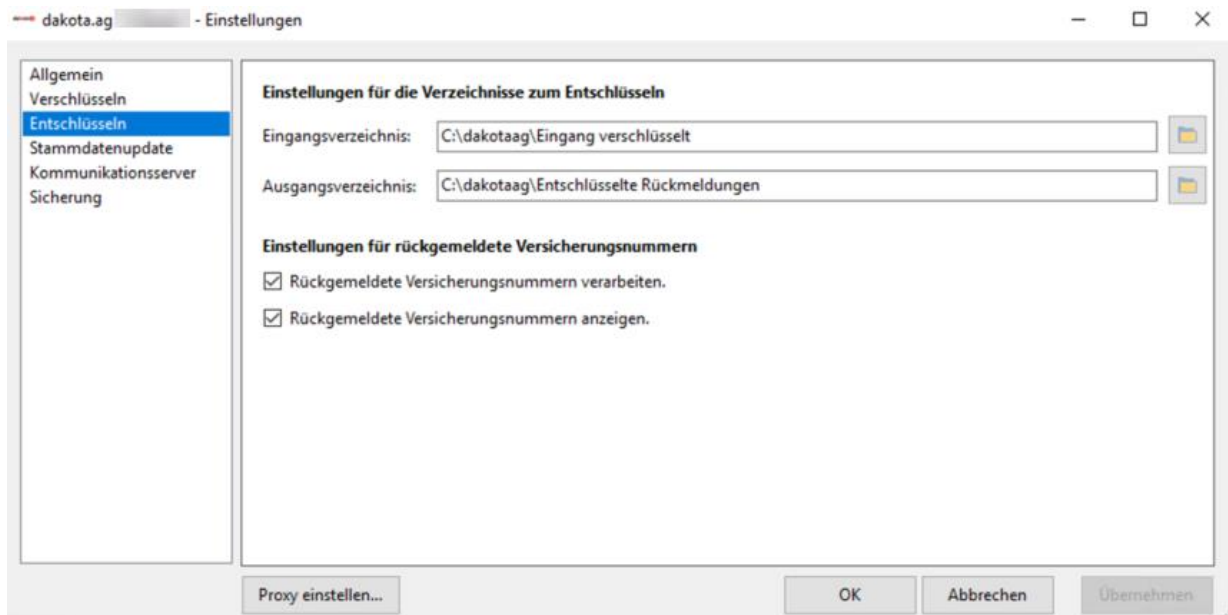 dakota.ag - Einstellungen
Allgemein
Verschlüsseln
Entschlüsseln
Stammdatenupdate
Kommunikationsserver
Sicherung
Einstellungen für die Verzeichnisse zum Entschlüsseln
Eingangsverzeichnis: C:\dakotaag\Eingang verschlüsselt
Ausgangsverzeichnis: C:\dakotaag\Entschlüsselte Rückmeldungen
Einstellungen für rückgemeldete Versicherungsnummern
Rückgemeldete Versicherungsnummern verarbeiten.
Rückgemeldete Versicherungsnummern anzeigen.
Proxy einstellen... OK Abbrechen Übernehmen